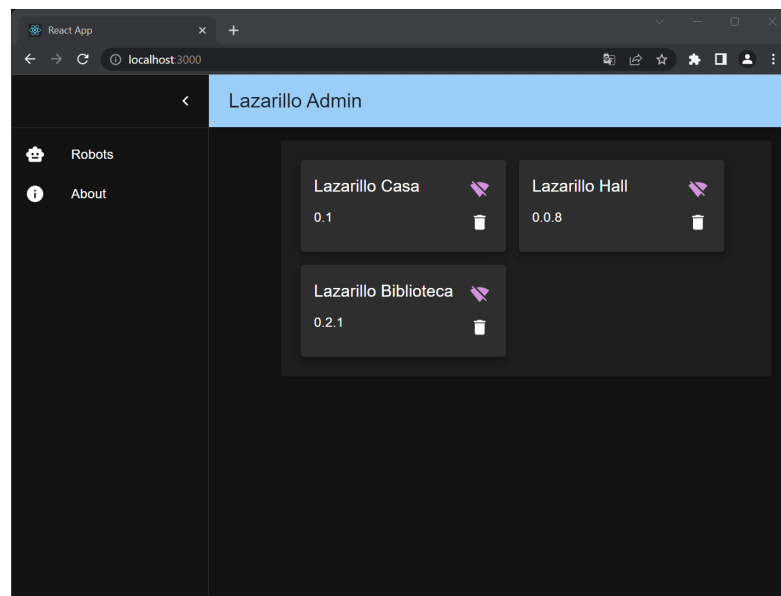 React App
localhost:3000
Lazarillo Admin
Robots
About
Lazarillo Casa
0.1
Lazarillo Hall
0.0.8
Lazarillo Biblioteca
0.2.1